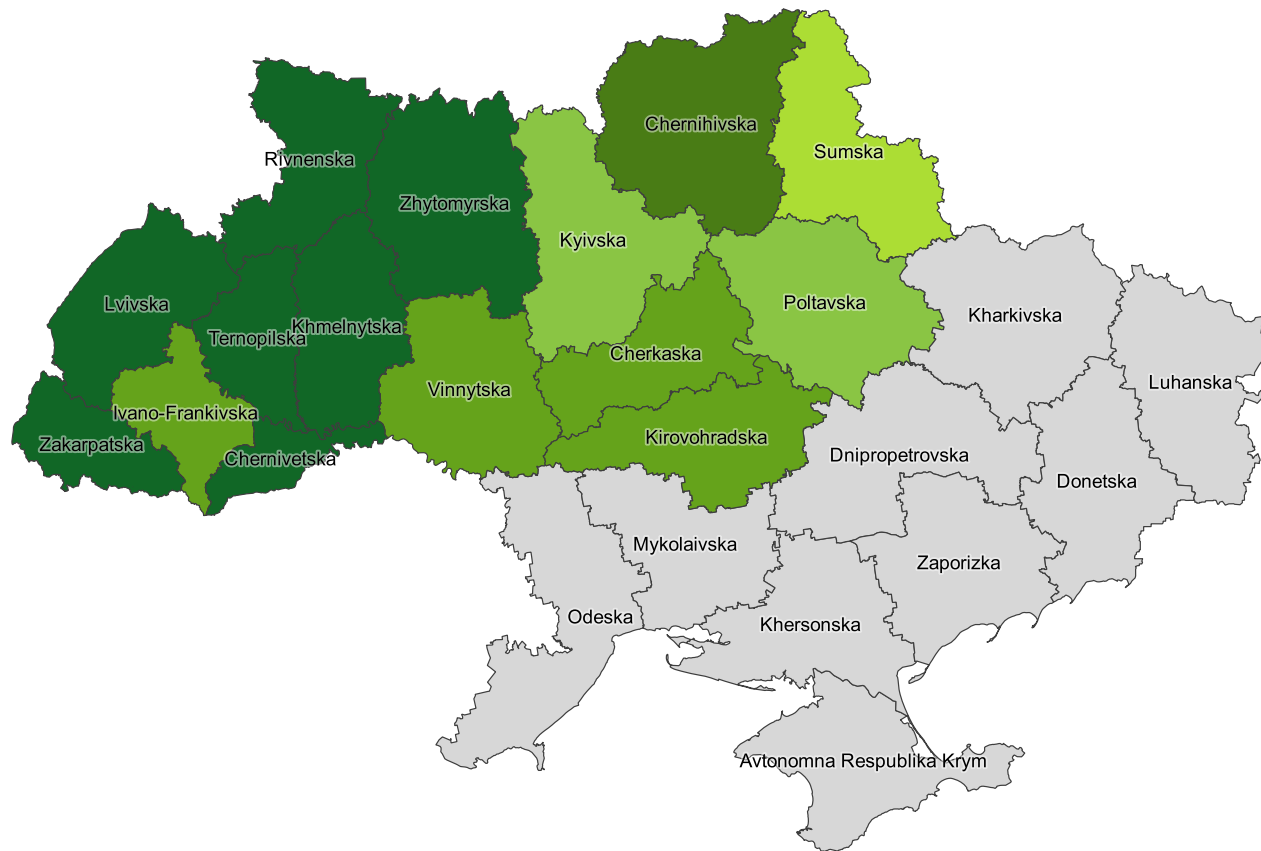 Chernihivska
Sumska
Rivnenska
Zhytomyrska
Kyivska
Lvivska
Poltavska
Kharkivska
Ternopilska
Khmelnytska
Cherkaska
Luhanska
Vinnytska
Ivano-Frankivska
Zakarpatska
Chernivetska
Kirovohradska
Dnipropetrovska
Donetska
Mykolaivska
Zaporizka
Odeska
Khersonska
Avtonomna Respublika Krym